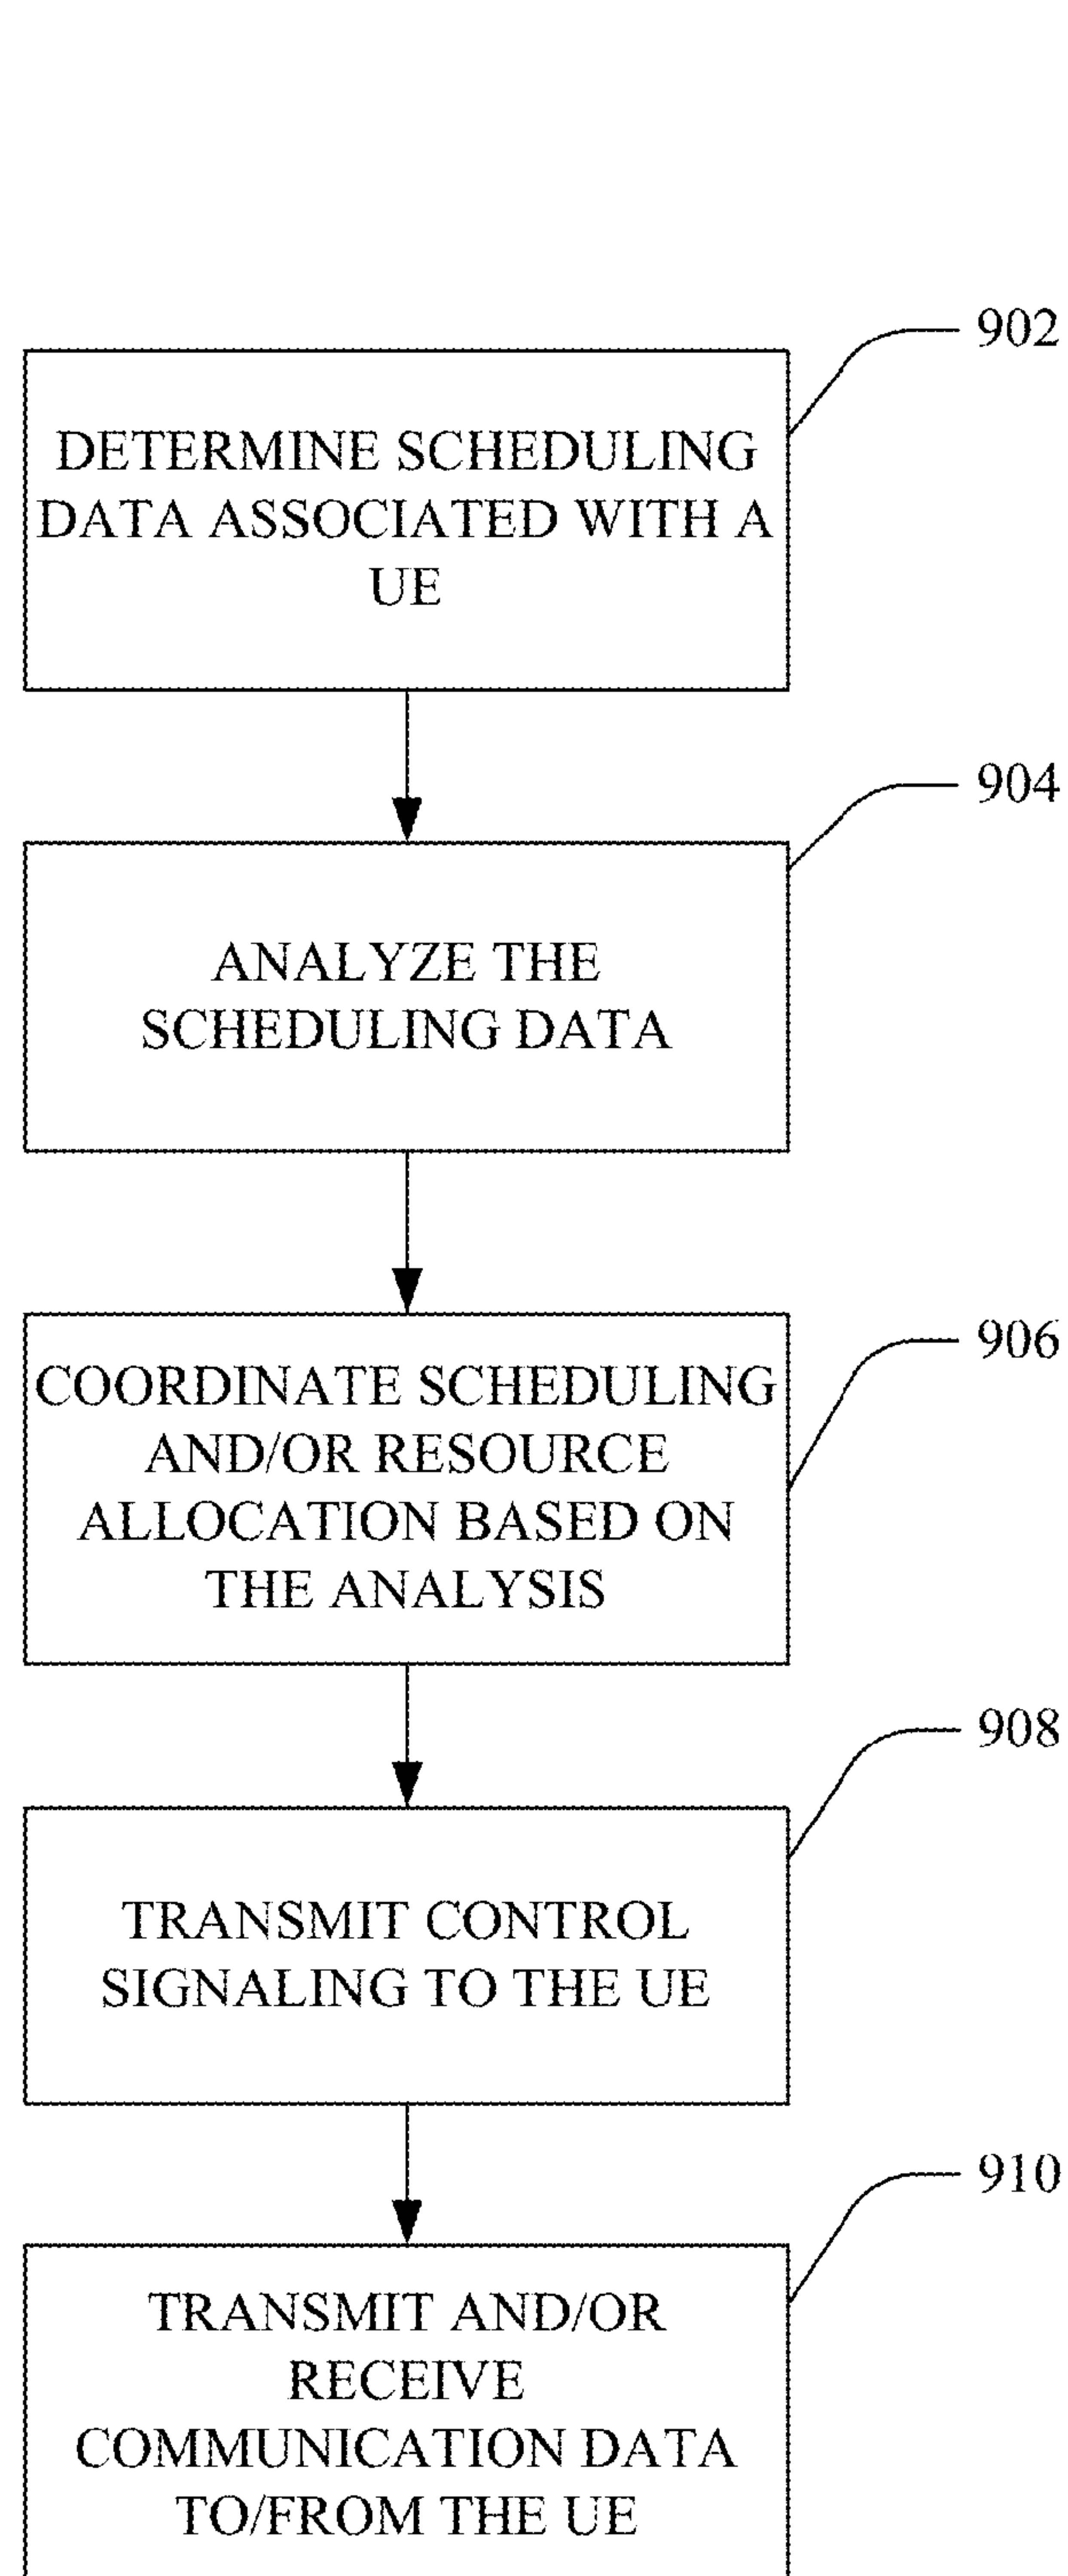 902
DETERMINE SCHEDULING
DATA ASSOCIATED WITH A
UE
904
ANALYZE THE
SCHEDULING DATA
906
COORDINATE SCHEDULING
AND/OR RESOURCE
ALLOCATION BASED ON
THE ANALYSIS
908
TRANSMIT CONTROL
SIGNALING TO THE UE
910
TRANSMIT AND/OR
RECEIVE
COMMUNICATION DATA
TO/FROM THE UE